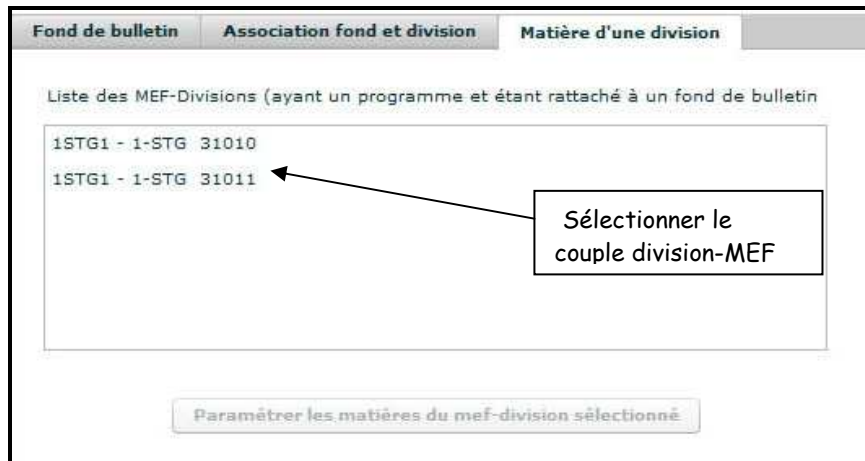 Fond de bulletin Association fond et division Matière d'une division
Liste des MEF-Divisions (ayant un programme et étant rattaché à un fond de bulletin
1STG1 - 1-STG 31010
1STG1 - 1-STG 31011
Sélectionner le
couple division-MEF
Paramétrer les matières du mef-division sélectionné